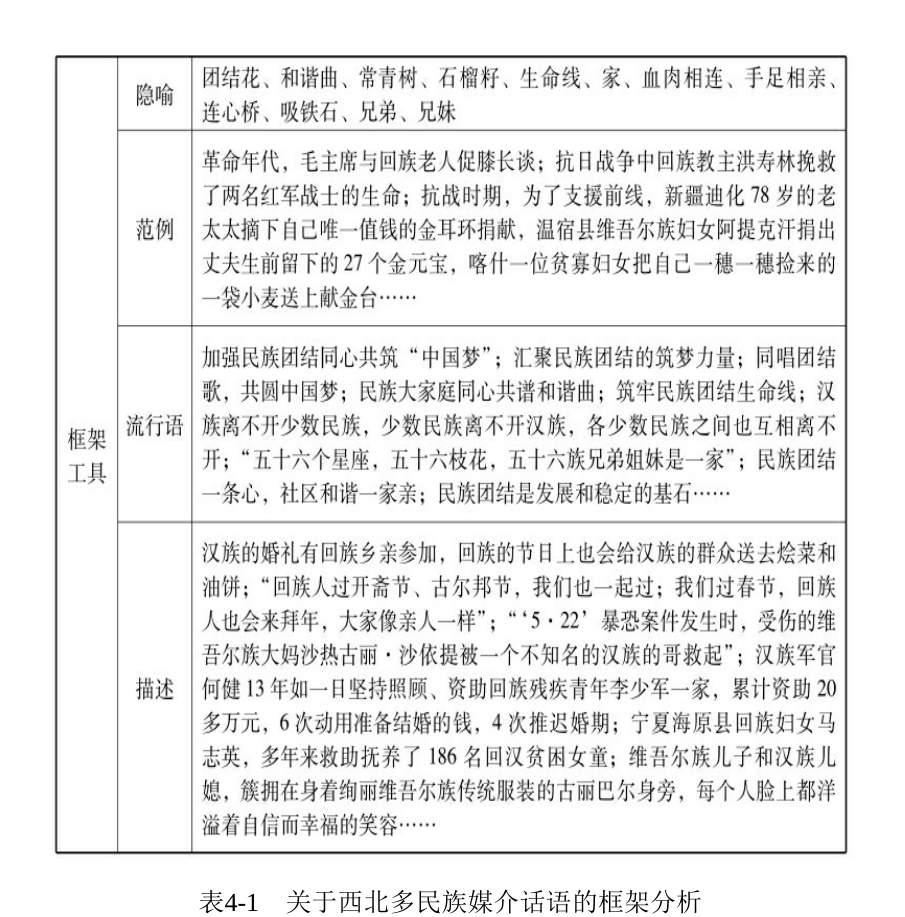 隐喻
团结花、和谐曲、常青树、石榴籽、生命线、家、血肉相连、手足相亲、
连心桥、吸铁石、兄弟、兄妹
范例
革命年代，毛主席与回族老人促膝长谈；抗日战争中回族教主洪寿林挽救
了两名红军战士的生命；抗战时期，为了支援前线，新疆迪化 78 岁的老
太太摘下自己唯一值钱的金耳环捐献，温宿县维吾尔族妇女阿提克汗捐出
丈夫生前留下的 27 个金元宝，喀什一位贫寡妇女把自己一穗一穗捡来的
一袋小麦送上献金台……
框架
工具
流行语
加强民族团结同心共筑“中国梦”；汇聚民族团结的筑梦力量；同唱团结
歌，共圆中国梦；民族大家庭同心共谱和谐曲；筑牢民族团结生命线；汉
族离不开少数民族，少数民族离不开汉族，各少数民族之间也互相离不
开；“五十六个星座，五十六枝花，五十六族兄弟姐妹是一家”；民族团结
一条心，社区和谐一家亲；民族团结是发展和稳定的基石……
描述
汉族的婚礼有回族乡亲参加，回族的节日上也会给汉族的群众送去烩菜和
油饼；“回族人过开斋节、古尔邦节，我们也一起过；我们过春节，回族
人也会来拜年，大家像亲人一样”；“‘5·22’暴恐案件发生时，受伤的维
吾尔族大妈沙热古丽·沙依提被一个不知名的汉族的哥救起”；汉族军官
何健 13 年如一日坚持照顾、资助回族残疾青年李少军一家，累计资助 20
多万元，6 次动用准备结婚的钱，4 次推迟婚期；宁夏海原县回族妇女马
志英，多年来救助抚养了 186 名回汉贫困女童；维吾尔族儿子和汉族儿
媳，簇拥在身着绚丽维吾尔族传统服装的古丽巴尔身旁，每个人脸上都洋
溢着自信而幸福的笑容……
表4-1　关于西北多民族媒介话语的框架分析